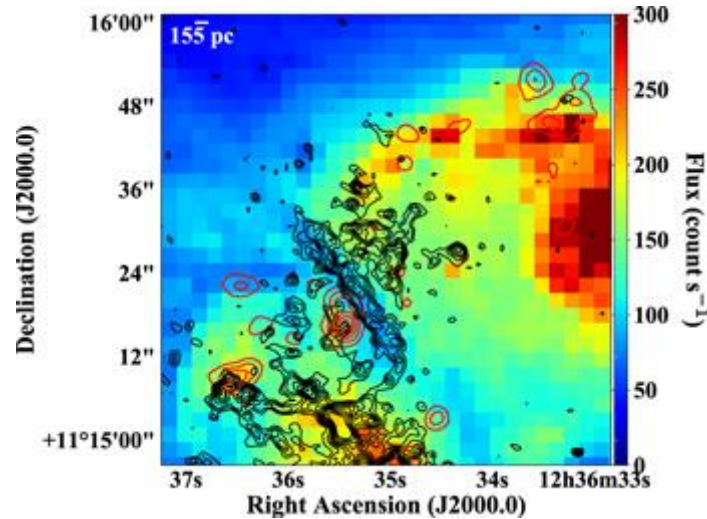 16'00"
155 pc
300
48"
250
36"
200
24"
150
12"
100
50
+11°15'00"
0
37s 36s 35s 34s 12h36m33s
Right Ascension (J2000.0)
Declination (J2000.0)
Flux (count s⁻¹)